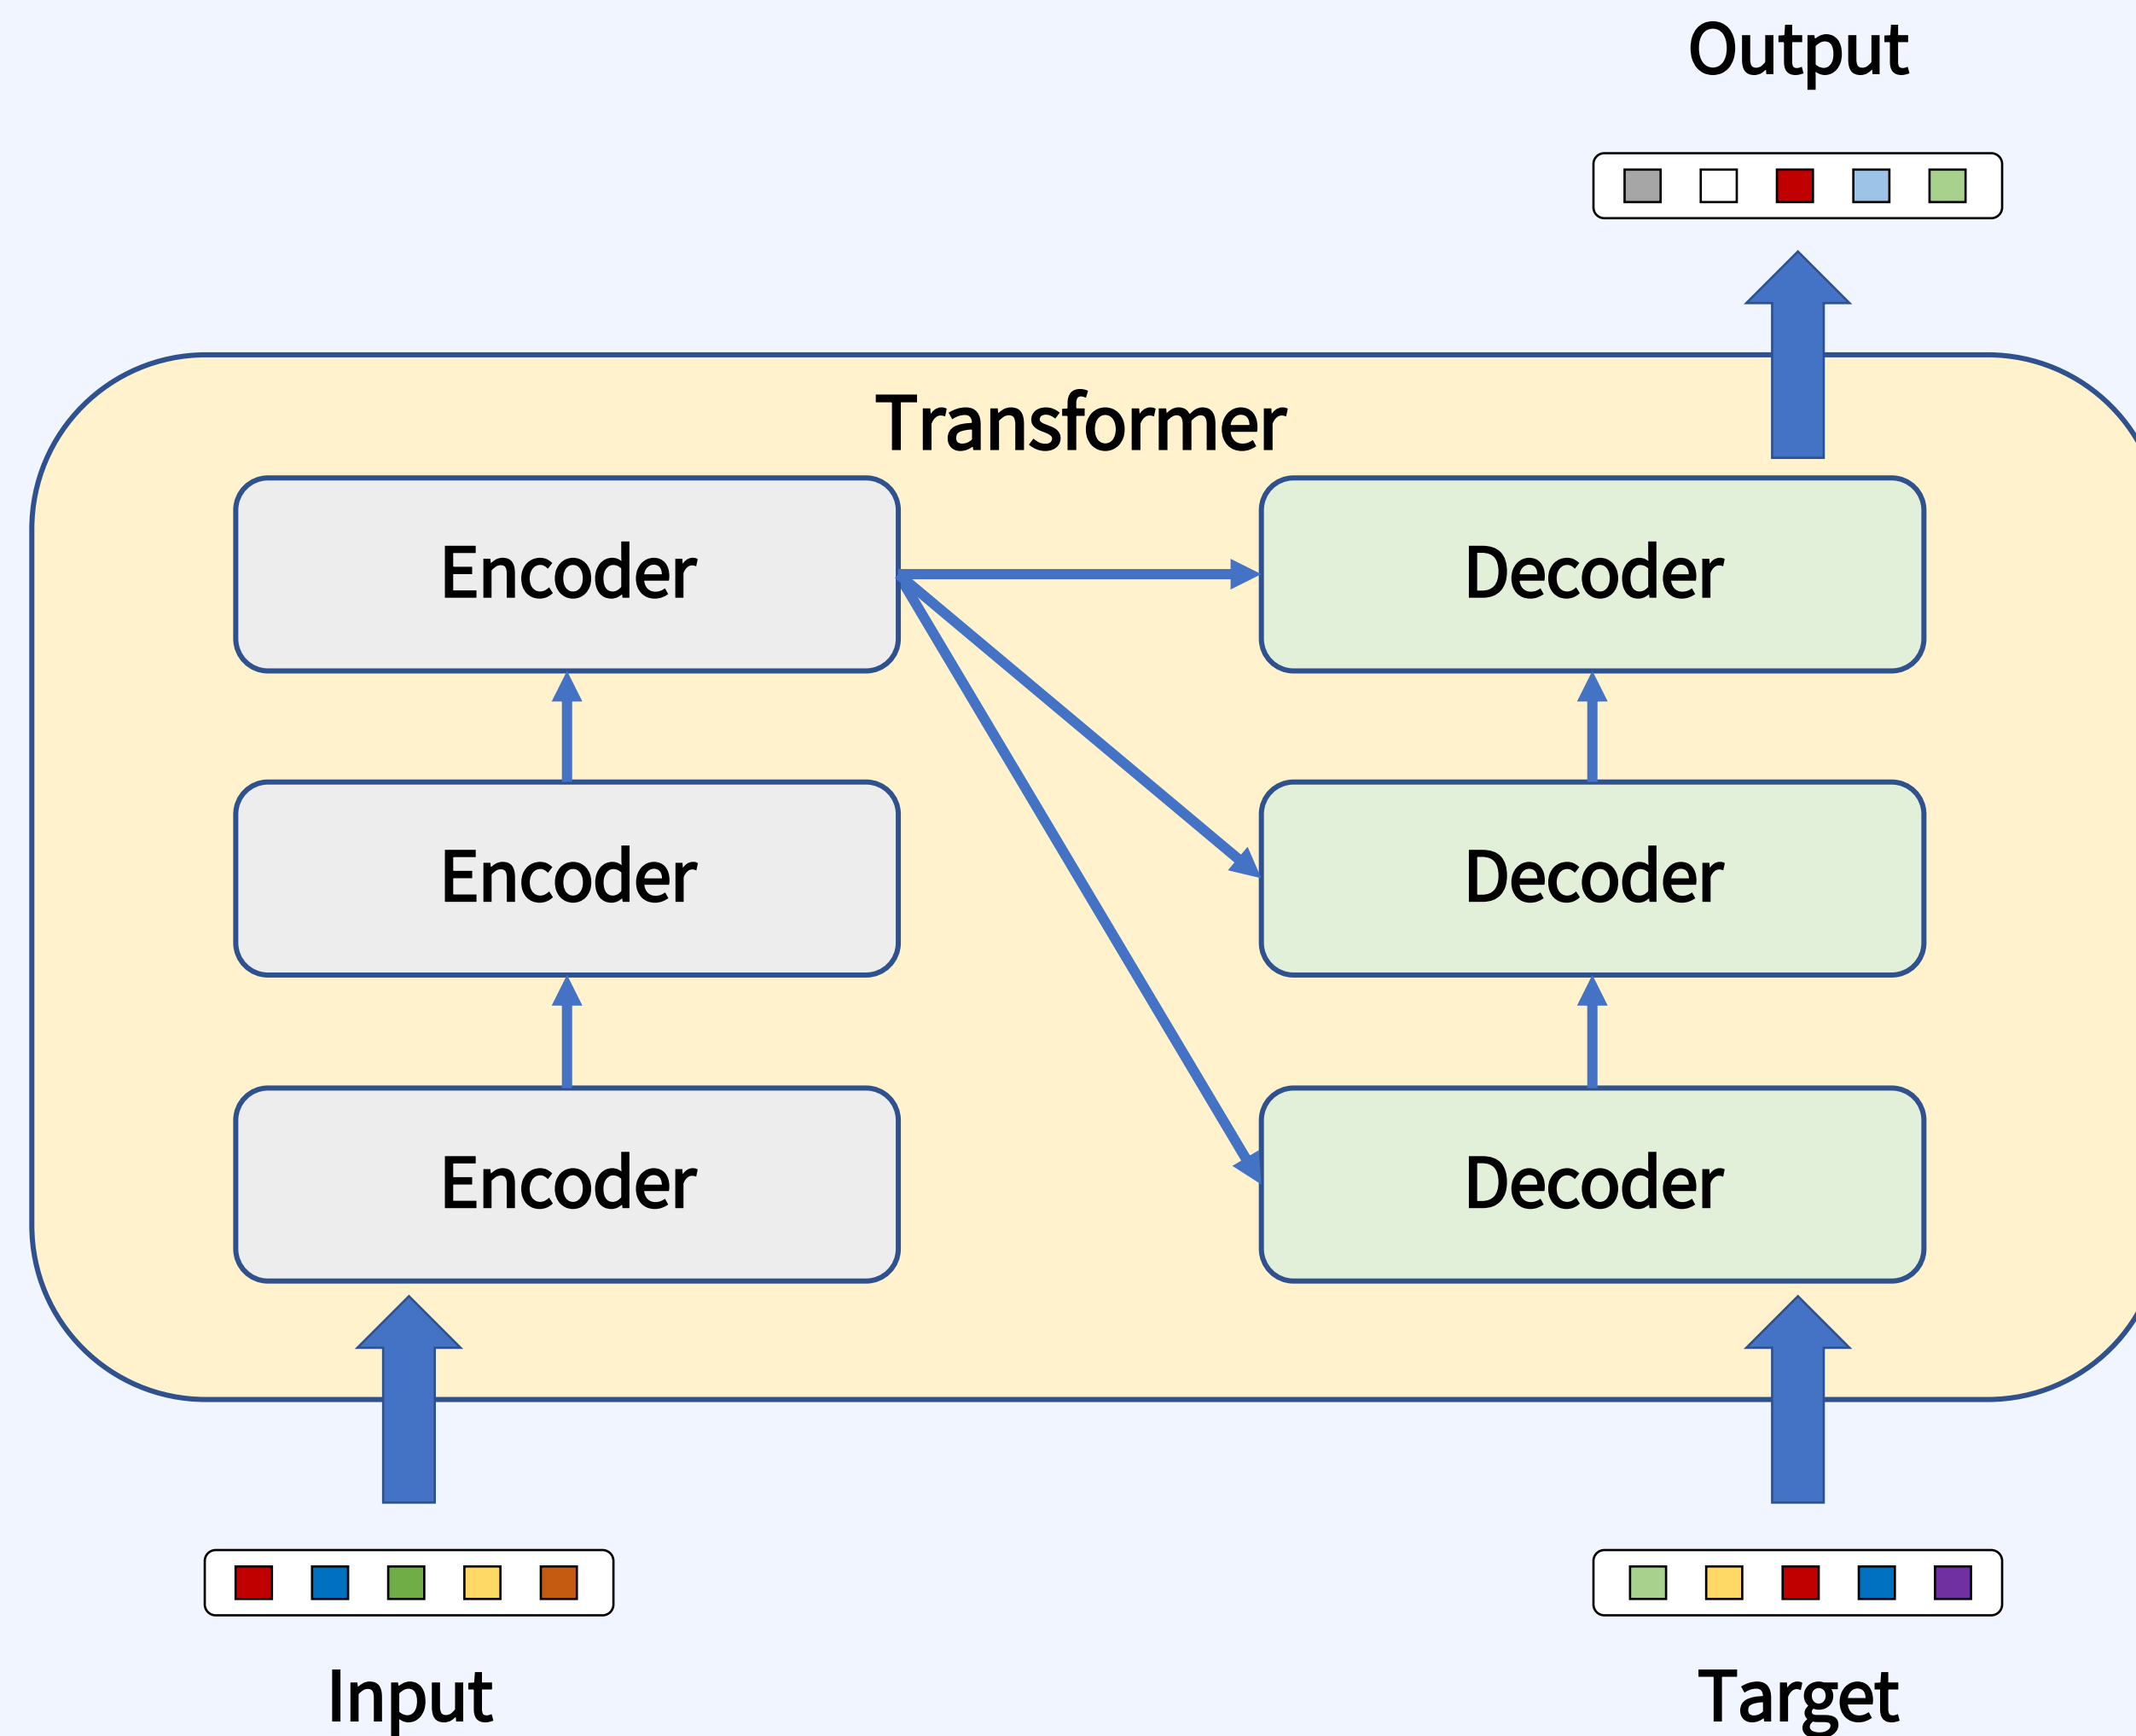 Output
Transformer
Encoder
Decoder
Encoder
Decoder
Encoder
Decoder
Input
Target